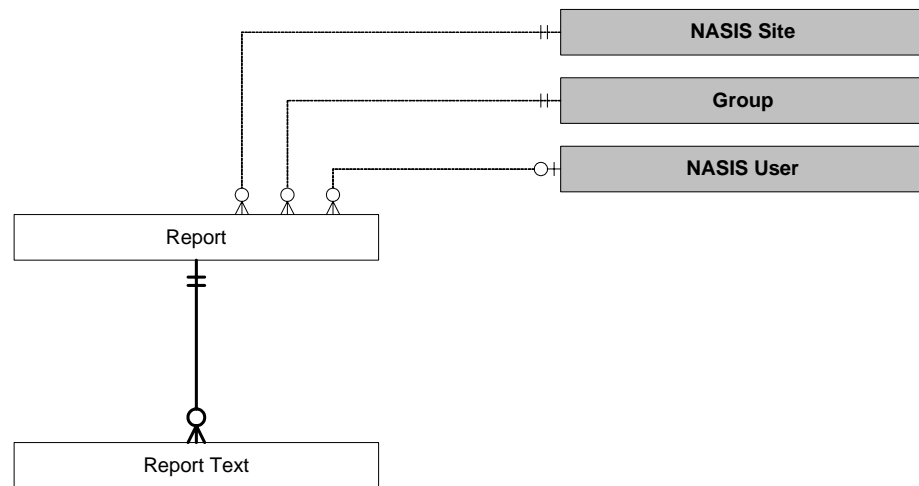 NASIS Site
Group
NASIS User
Report
Report Text